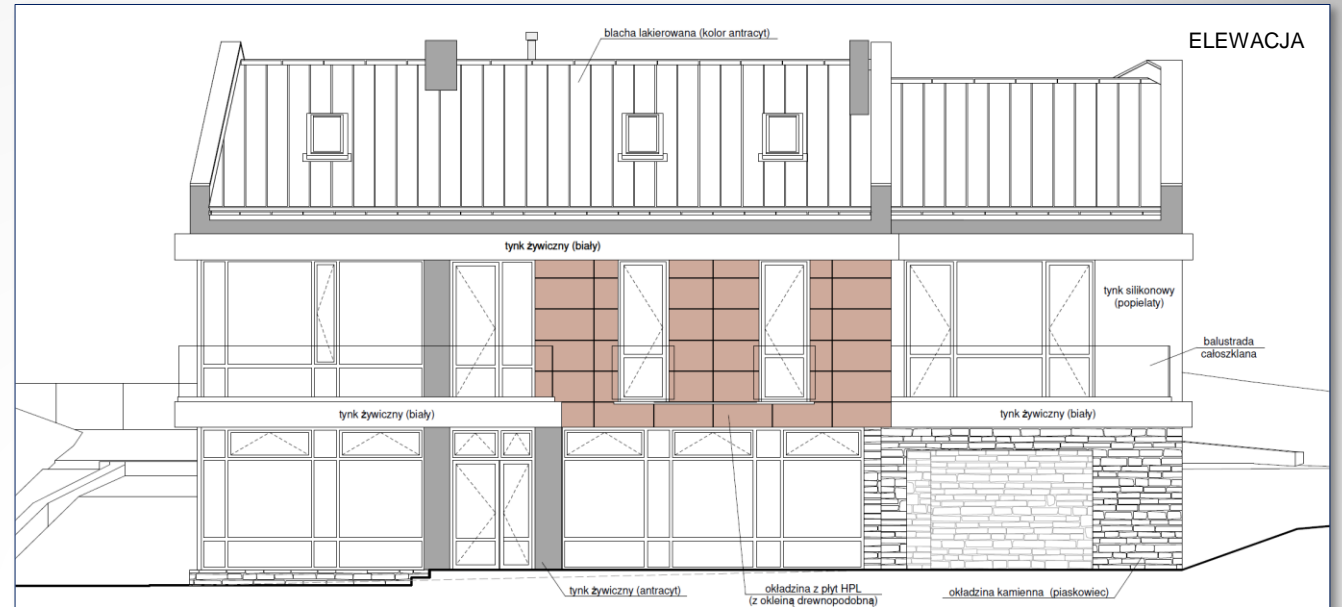 blacha lakierowana (kolor antracyt)
ELEWACJA
tynk żywiczny (biały)
tynk silikonowy
(popielaty)
balustrada
całoszklana
tynk żywiczny (biały)
tynk żywiczny (biały)
tynk żywiczny (antracyt)
okładzina z płyt HPL
(z okleiną drewnopodobną)
okładzina kamienna (piaskowiec)